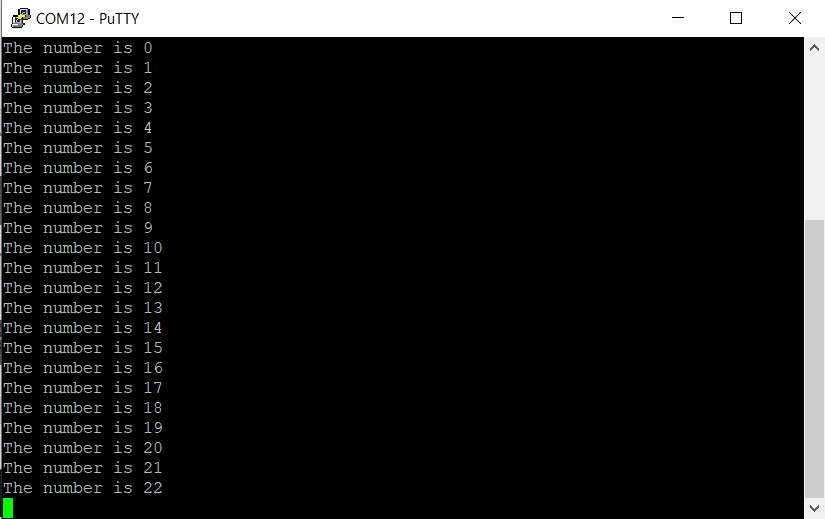 COM12 - PuTTY
The number is 0
The number is 1
The number is 2
The number is 3
The number is 4
The number is 5
The number is 6
The number is 7
The number is 8
The number is 9
The number is 10
The number is 11
The number is 12
The number is 13
The number is 14
The number is 15
The number is 16
The number is 17
The number is 18
The number is 19
The number is 20
The number is 21
The number is 22